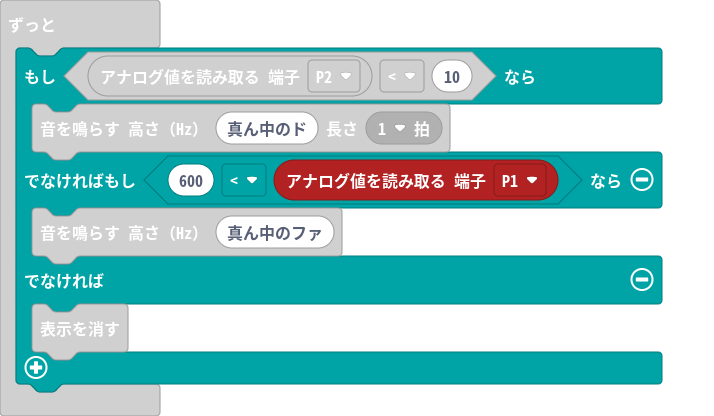 ずっと
もし アナログ値を読み取る 端子 P2 < 10 なら
音を鳴らす 高さ (Hz) 真ん中のド 長さ 1 拍
でなければもし 600 < アナログ値を読み取る 端子 P1 なら
音を鳴らす 高さ (Hz) 真ん中のファ
でなければ
表示を消す